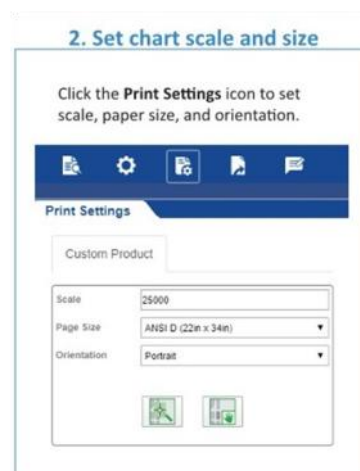 2. Set chart scale and size
Click the Print Settings icon to set
scale, paper size, and orientation.
Print Settings
Custom Product
Scale 25000
Page Size ANSI D (22in x 34in)
Orientation Portrait